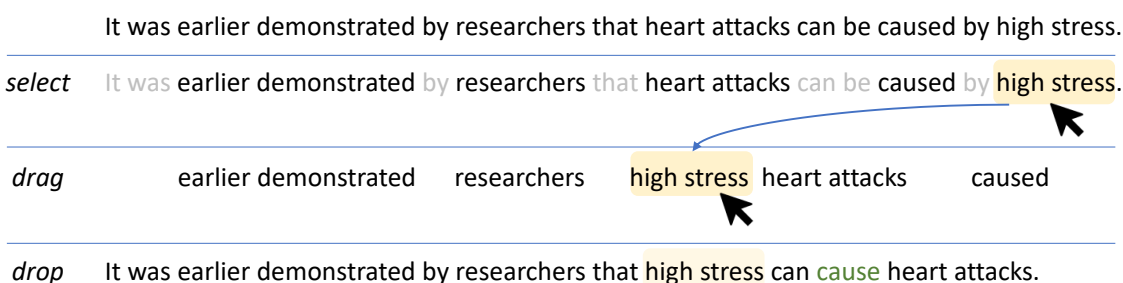 It was earlier demonstrated by researchers that heart attacks can be caused by high stress.
select It was earlier demonstrated by researchers that heart attacks can be caused by high stress.
drag earlier demonstrated researchers high stress heart attacks caused
drop It was earlier demonstrated by researchers that high stress can cause heart attacks.